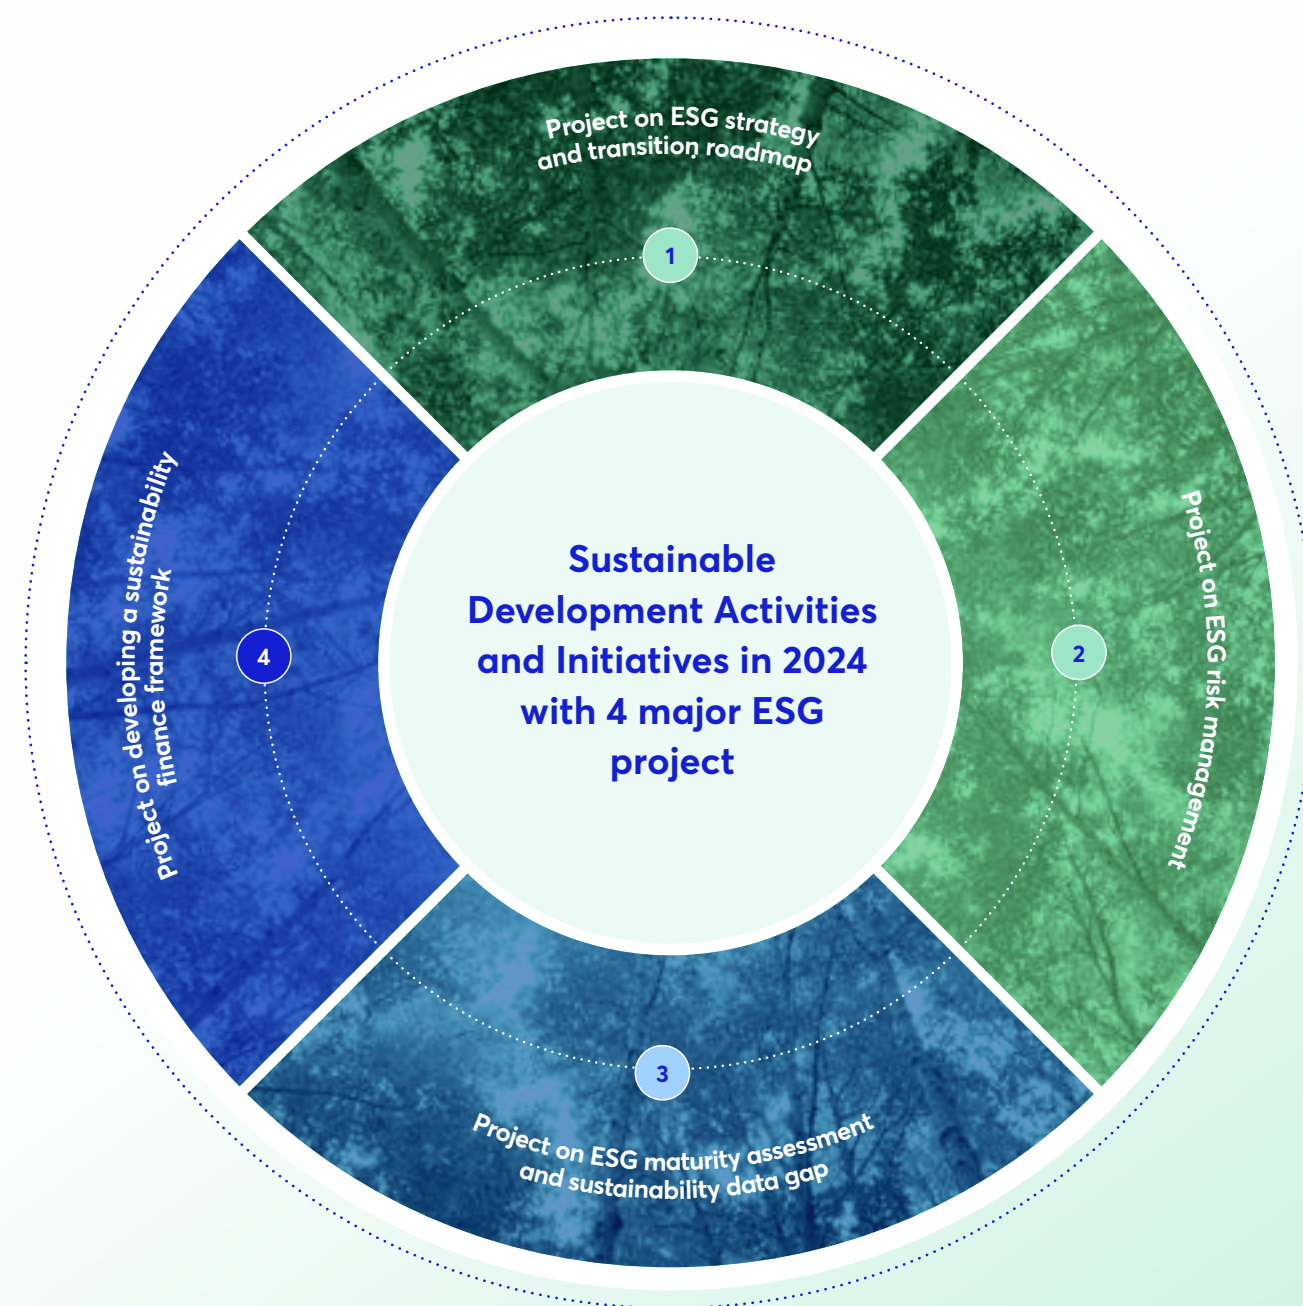 Project on ESG strategy
and transition roadmap
1
Project on ESG risk management
2
Project on ESG maturity assessment
and sustainability data gap
3
Project on developing a sustainability
finance framework
4
Sustainable
Development Activities
and Initiatives in 2024
with 4 major ESG
project